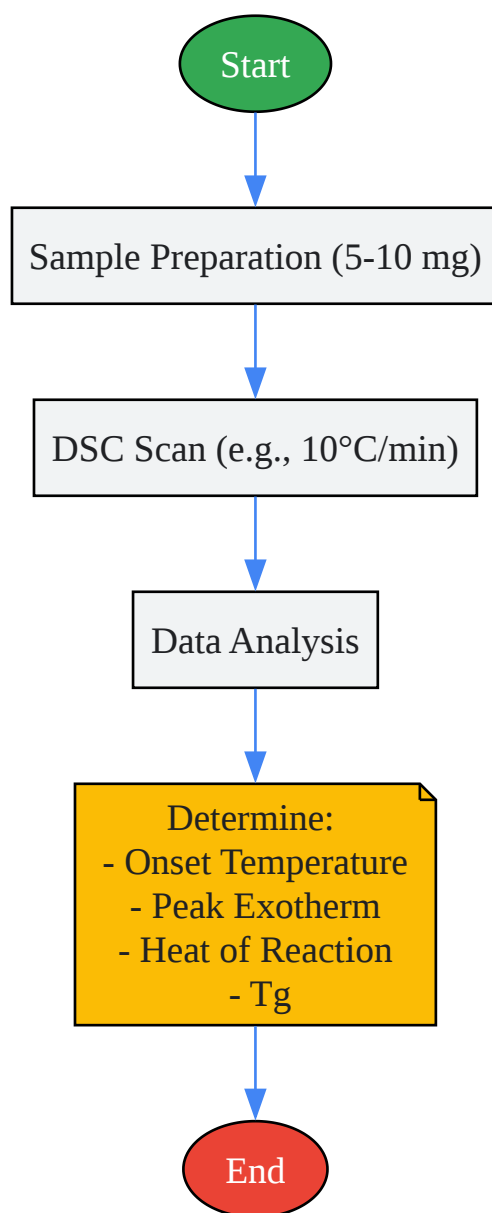 Start
Sample Preparation (5-10 mg)
DSC Scan (e.g., 10°C/min)
Data Analysis
Determine:
- Onset Temperature
- Peak Exotherm
- Heat of Reaction
- Tg
End